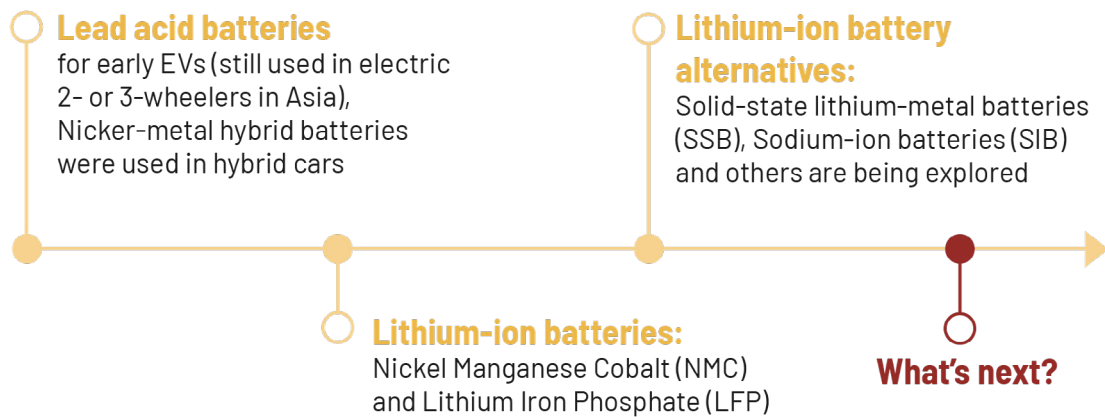 Lead acid batteries
for early EVs (still used in electric
2- or 3-wheelers in Asia),
Nicker-metal hybrid batteries
were used in hybrid cars
Lithium-ion battery
alternatives:
Solid-state lithium-metal batteries
(SSB), Sodium-ion batteries (SIB)
and others are being explored
Lithium-ion batteries:
Nickel Manganese Cobalt (NMC)
and Lithium Iron Phosphate (LFP)
What's next?